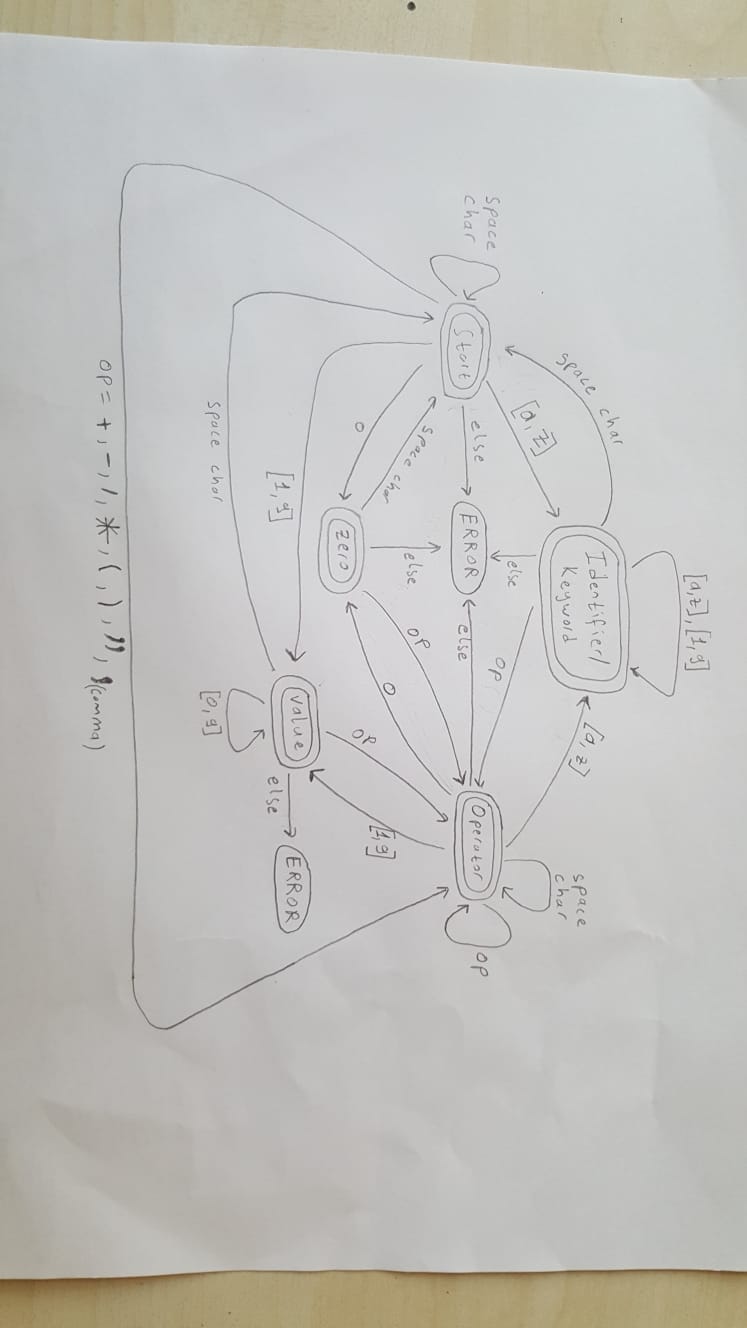 [a,z],[1,9]
space char
Identifier/
Keyword
[a,z]
space
char
[a,z]
else
op
space
char
Start
else
ERROR
else
Operator
op
space char
else
op
0
0
zero
op
[1,9]
[1,9]
value
else
ERROR
space char
[0,9]
op = +, -, /, *, (, ), ", ,(comma)